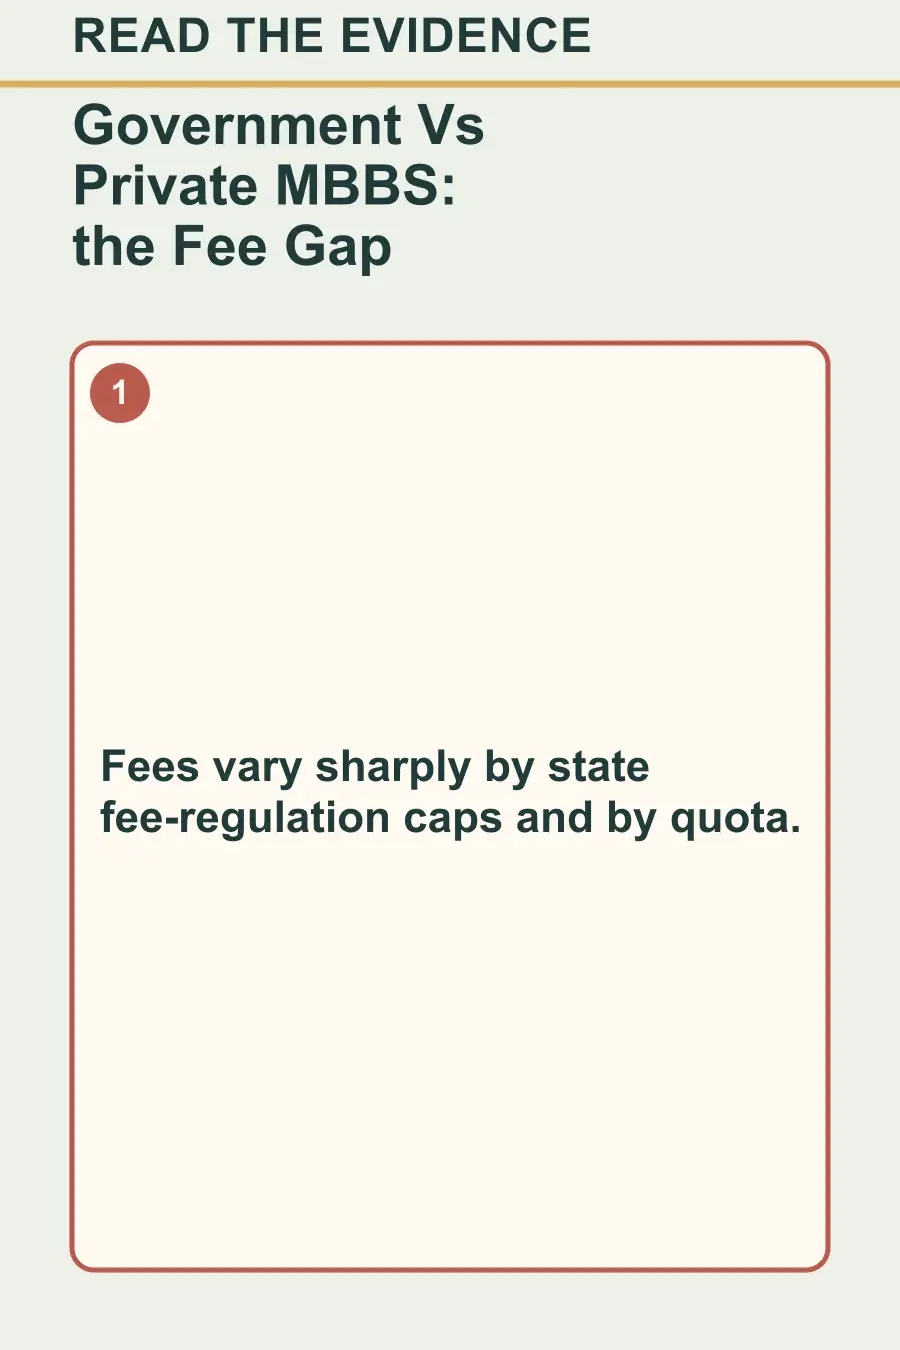 READ THE EVIDENCE
Government Vs
Private MBBS:
the Fee Gap
1
Fees vary sharply by state
fee-regulation caps and by quota.